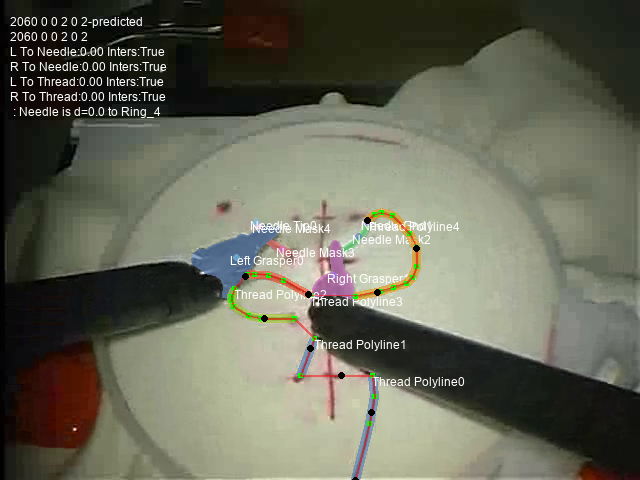 2060 0 0 2 0 2-predicted
2060 0 0 2 0 2
L To Needle:0.00 Inters:True
R To Needle:0.00 Inters:True
L To Thread:0.00 Inters:True
R To Thread:0.00 Inters:True
: Needle is d=0.0 to Ring_4
Needle Mask4
Thread Polyline4
Needle Mask2
Needle Mask3
Left Grasper0
Right Grasper
Thread Polyline3
Thread Polyline1
Thread Polyline0